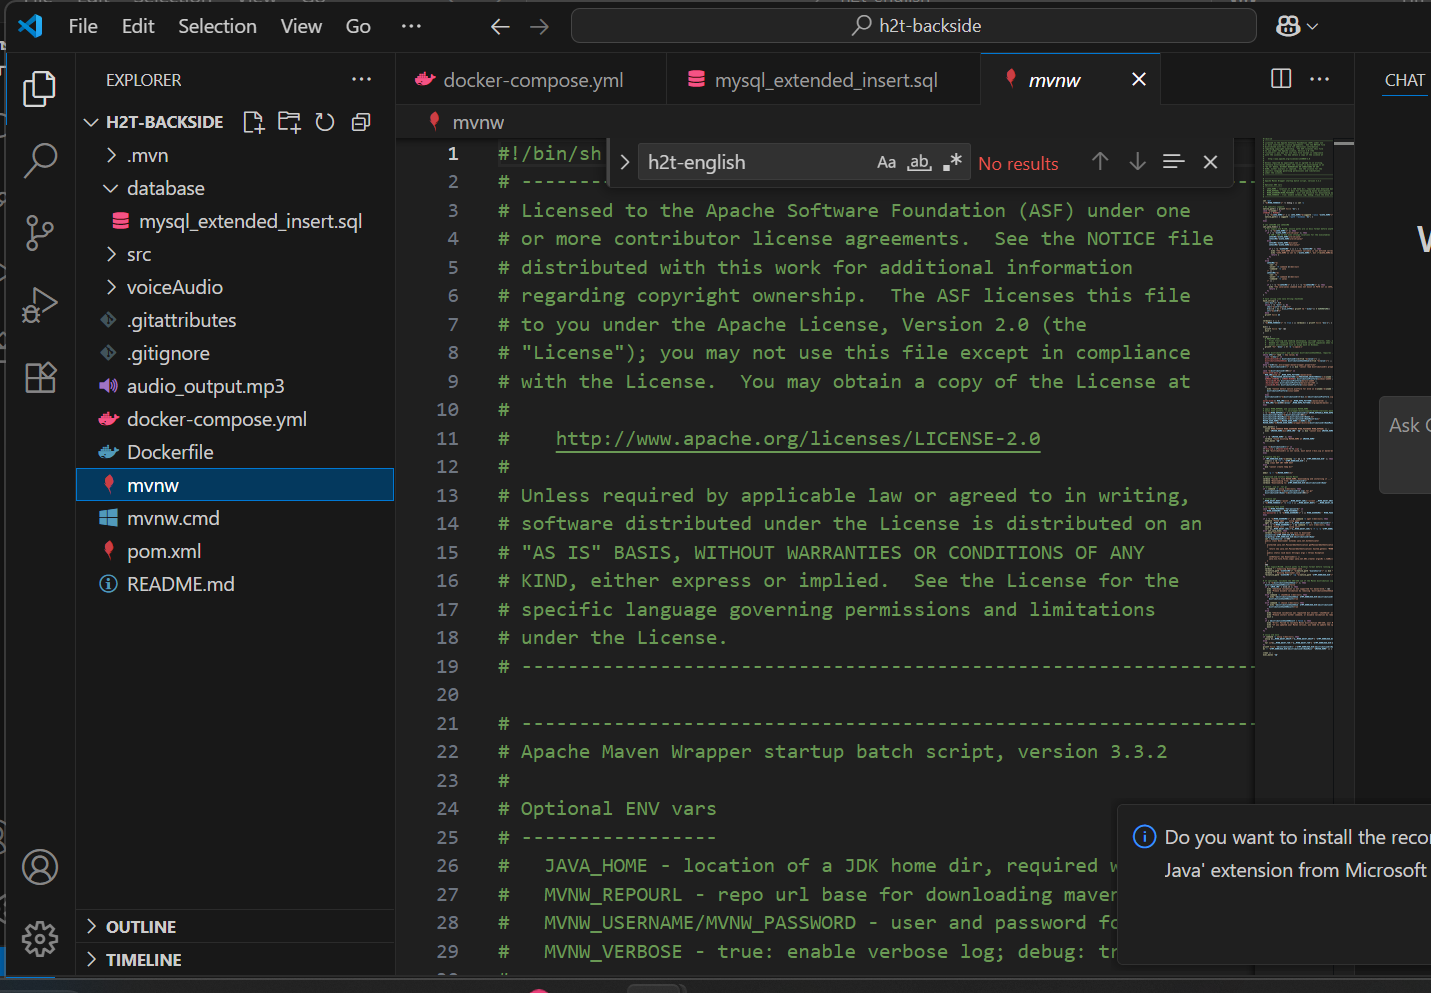 File Edit Selection View Go ···
h2t-backside
EXPLORER
H2T-BACKSIDE
.mvn
database
mysql_extended_insert.sql
src
voiceAudio
.gitattributes
.gitignore
audio_output.mp3
docker-compose.yml
Dockerfile
mvnw
mvnw.cmd
pom.xml
README.md
OUTLINE
TIMELINE
docker-compose.yml
mysql_extended_insert.sql
mvnw
CHAT
mvnw
h2t-english
Aa ab .*
No results
1 #!/bin/sh
2 # ----------------------------------------------------------------
3 # Licensed to the Apache Software Foundation (ASF) under one
4 # or more contributor license agreements.  See the NOTICE file
5 # distributed with this work for additional information
6 # regarding copyright ownership.  The ASF licenses this file
7 # to you under the Apache License, Version 2.0 (the
8 # "License"); you may not use this file except in compliance
9 # with the License.  You may obtain a copy of the License at
10 #
11 #    http://www.apache.org/licenses/LICENSE-2.0
12 #
13 # Unless required by applicable law or agreed to in writing,
14 # software distributed under the License is distributed on an
15 # "AS IS" BASIS, WITHOUT WARRANTIES OR CONDITIONS OF ANY
16 # KIND, either express or implied.  See the License for the
17 # specific language governing permissions and limitations
18 # under the License.
19 # ----------------------------------------------------------------
20
21 # ----------------------------------------------------------------
22 # Apache Maven Wrapper startup batch script, version 3.3.2
23 #
24 # Optional ENV vars
25 # -----------------
26 #   JAVA_HOME - location of a JDK home dir, required
27 #   MVNW_REPOURL - repo url base for downloading maven
28 #   MVNW_USERNAME/MVNW_PASSWORD - user and password
29 #   MVNW_VERBOSE - true: enable verbose log; debug:
Ask
Do you want to install the
Java' extension from Microsoft